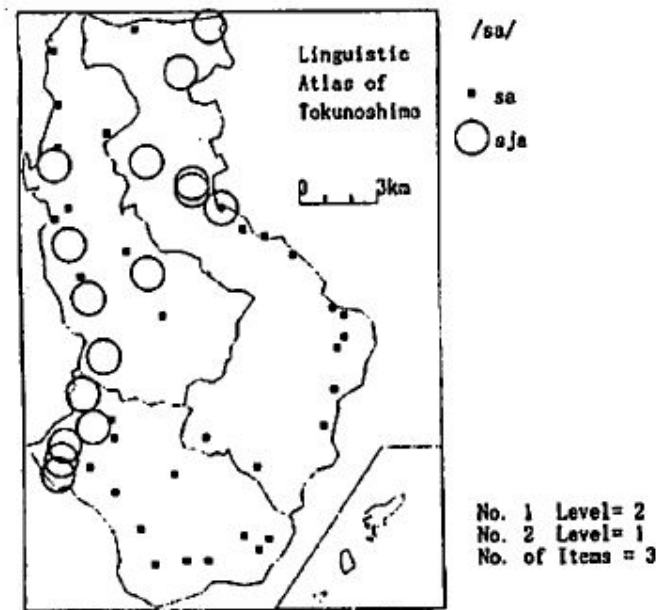 Linguistic
Atlas of
Tokunoshima
0 3km
/sa/
sa
sja
No. 1 Level= 2
No. 2 Level= 1
No. of Items = 3